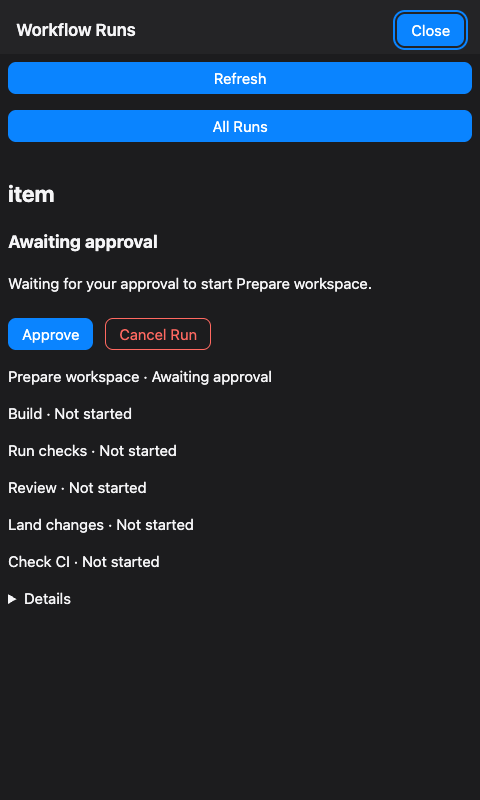 Workflow Runs
Close
Refresh
All Runs
item
Awaiting approval
Waiting for your approval to start Prepare workspace.
Approve
Cancel Run
Prepare workspace · Awaiting approval
Build · Not started
Run checks · Not started
Review · Not started
Land changes · Not started
Check CI · Not started
Details